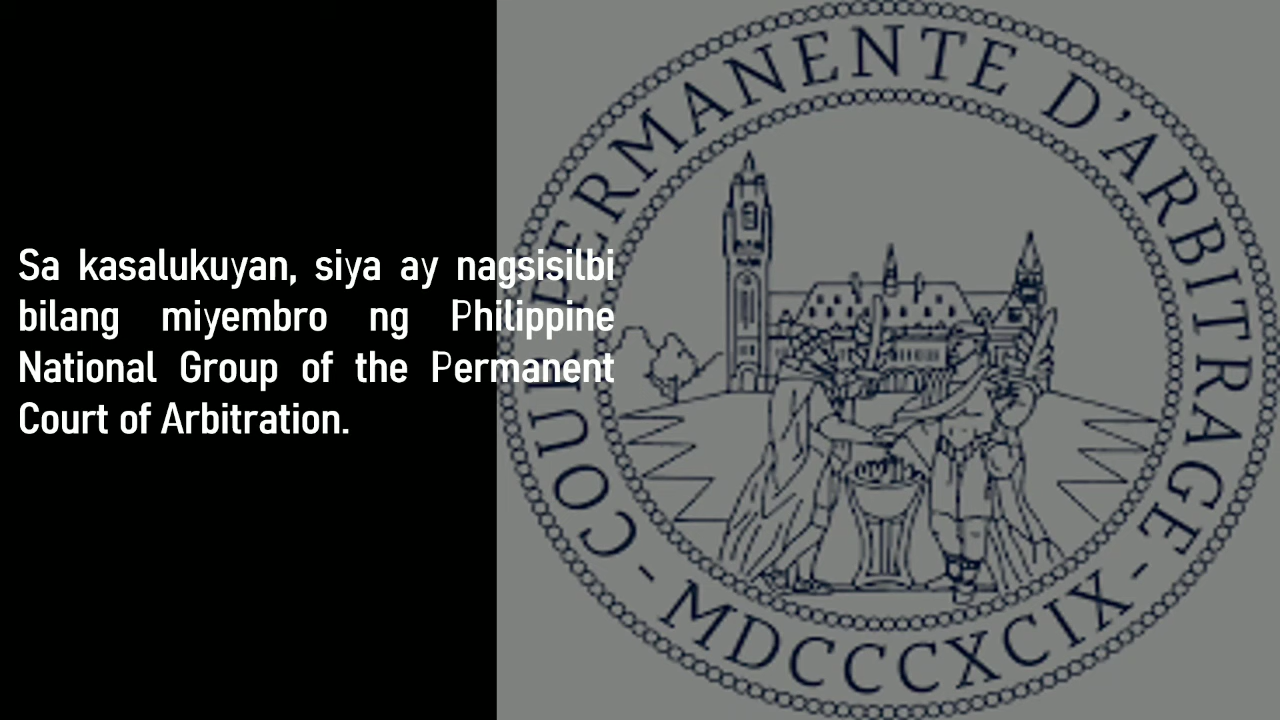 Sa kasalukuyan, siya ay nagsisilbi
bilang miyembro ng Philippine
National Group of the Permanent
Court of Arbitration.
COUR PERMANENTE D'ARBITRAGE
- MDCCCXCIX -